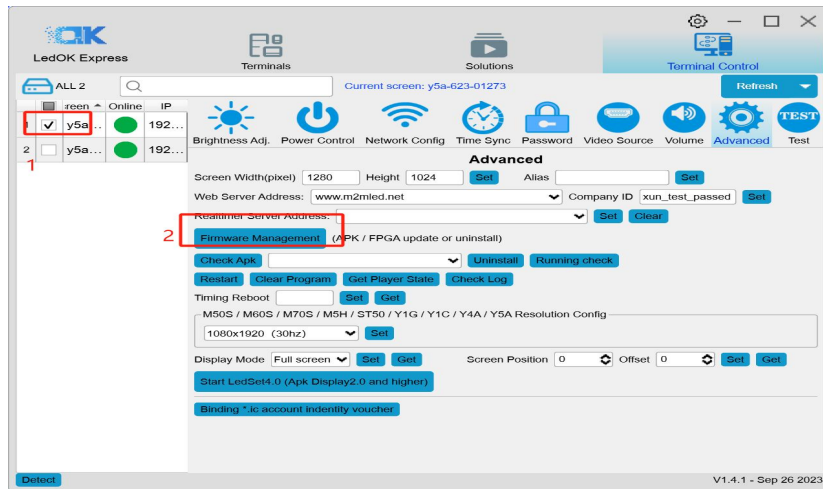 LedOK Express
Terminals
Solutions
Terminal Control
ALL 2
Current screen: y5a-623-01273
Refresh
reen Online IP
1 y5a... 192...
2 y5a... 192...
1
Brightness Adj. Power Control Network Config Time Sync Password Video Source Volume Advanced TEST Test
Advanced
Screen Width(pixel) 1280 Height 1024 Set Alias Set
Web Server Address: www.m2mled.net Company ID xun_test_passed Set
Realtimer Server Address: Set Clear
2 Firmware Management (APK / FPGA update or uninstall)
Check Apk Uninstall Running check
Restart Clear Program Get Player State Check Log
Timing Reboot Set Get
M50S / M60S / M70S / M5H / ST50 / Y1G / Y1C / Y4A / Y5A Resolution Config
1080x1920 (30hz) Set
Display Mode Full screen Set Get Screen Position 0 Offset 0 Set Get
Start LedSet4.0 (Apk Display2.0 and higher)
Binding *.ic account indentity voucher
Detect V1.4.1 - Sep 26 2023